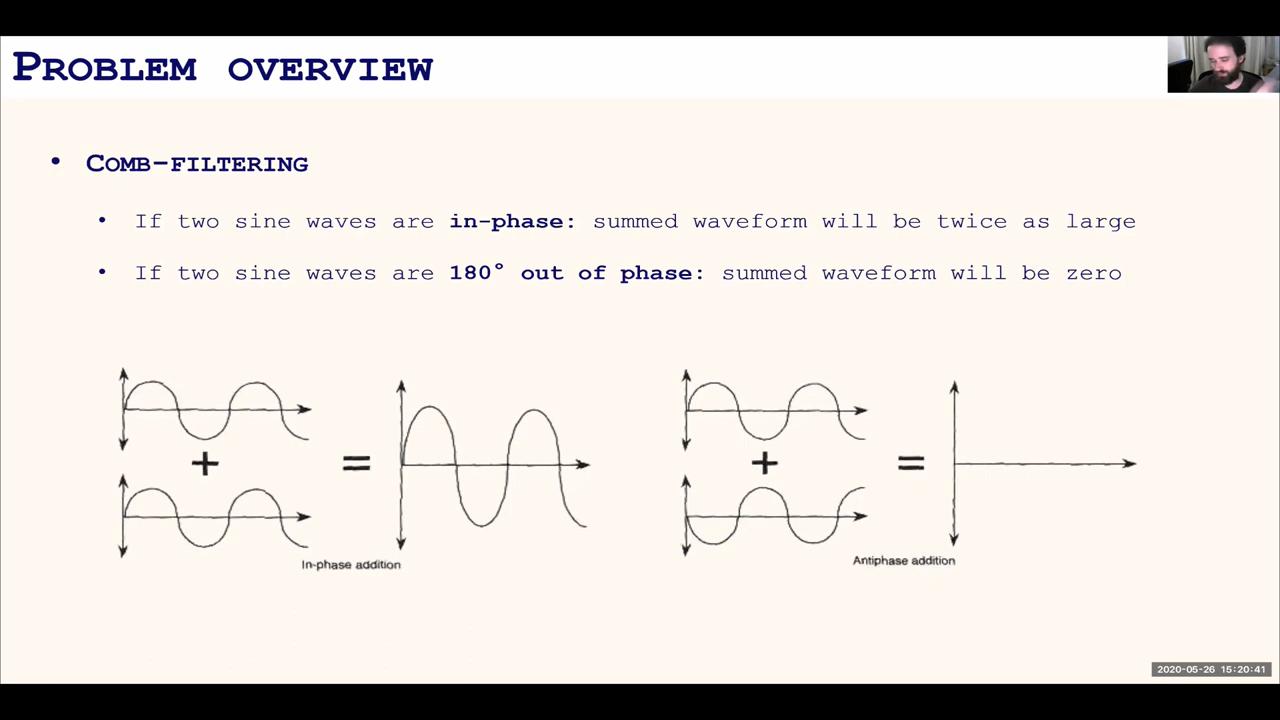 Problem overview
• Comb-filtering
• If two sine waves are in-phase: summed waveform will be twice as large
• If two sine waves are 180° out of phase: summed waveform will be zero
+ =
+ =
In-phase addition
Antiphase addition
2020-05-26 15:20:41